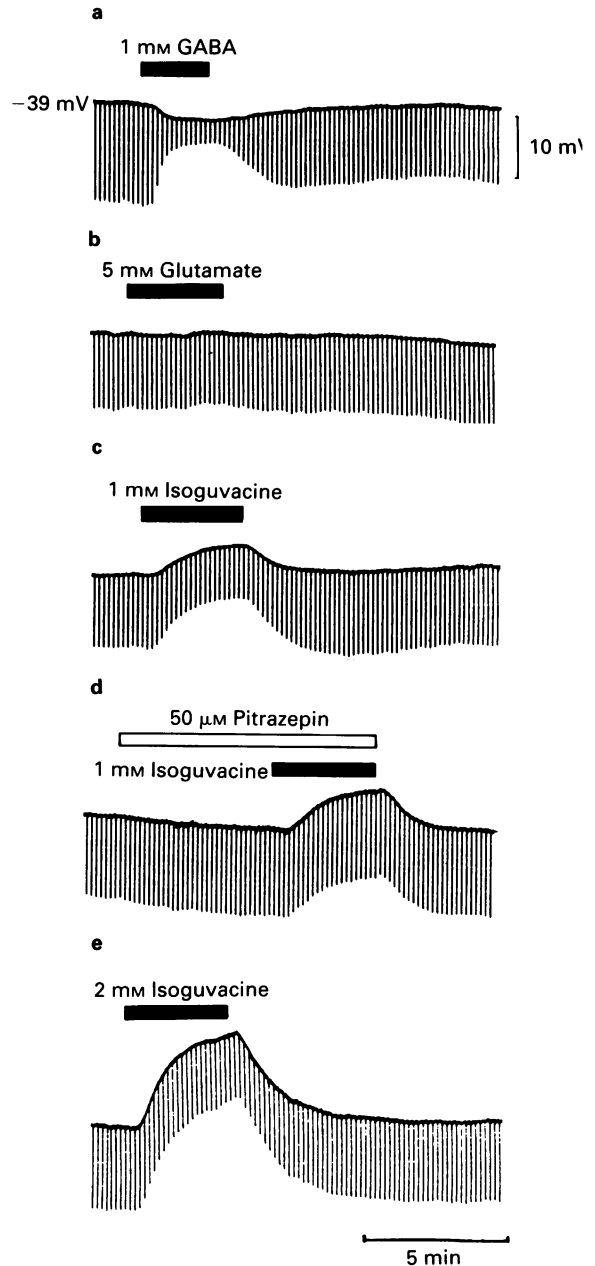 a
1 mM GABA
−39 mV
10 m
b
5 mM Glutamate
c
1 mM Isoguvacine
d
50 μM Pitrazepin
1 mM Isoguvacine
e
2 mM Isoguvacine
5 min